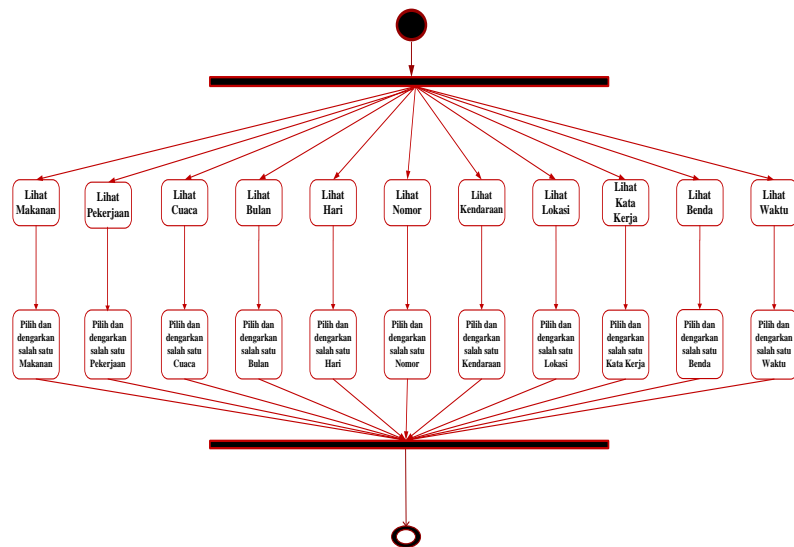 Lihat
Makanan
Lihat
Pekerjaan
Lihat
Cuaca
Lihat
Bulan
Lihat
Hari
Lihat
Nomor
Lihat
Kendaraan
Lihat
Lokasi
Lihat
Kata
Kerja
Lihat
Benda
Lihat
Waktu
Pilih dan
dengarkan
salah satu
Makanan
Pilih dan
dengarkan
salah satu
Pekerjaan
Pilih dan
dengarkan
salah satu
Cuaca
Pilih dan
dengarkan
salah satu
Bulan
Pilih dan
dengarkan
salah satu
Hari
Pilih dan
dengarkan
salah satu
Nomor
Pilih dan
dengarkan
salah satu
Kendaraan
Pilih dan
dengarkan
salah satu
Lokasi
Pilih dan
dengarkan
salah satu
Kata Kerja
Pilih dan
dengarkan
salah satu
Benda
Pilih dan
dengarkan
salah satu
Waktu